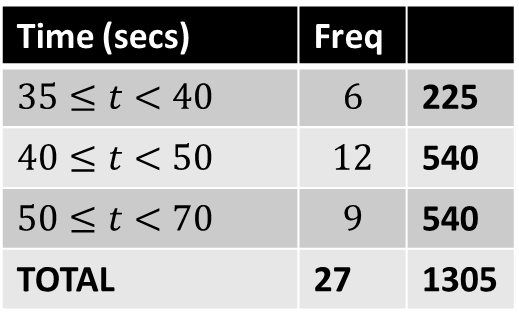 Time (secs) Freq
35 ≤ t < 40 6 225
40 ≤ t < 50 12 540
50 ≤ t < 70 9 540
TOTAL 27 1305